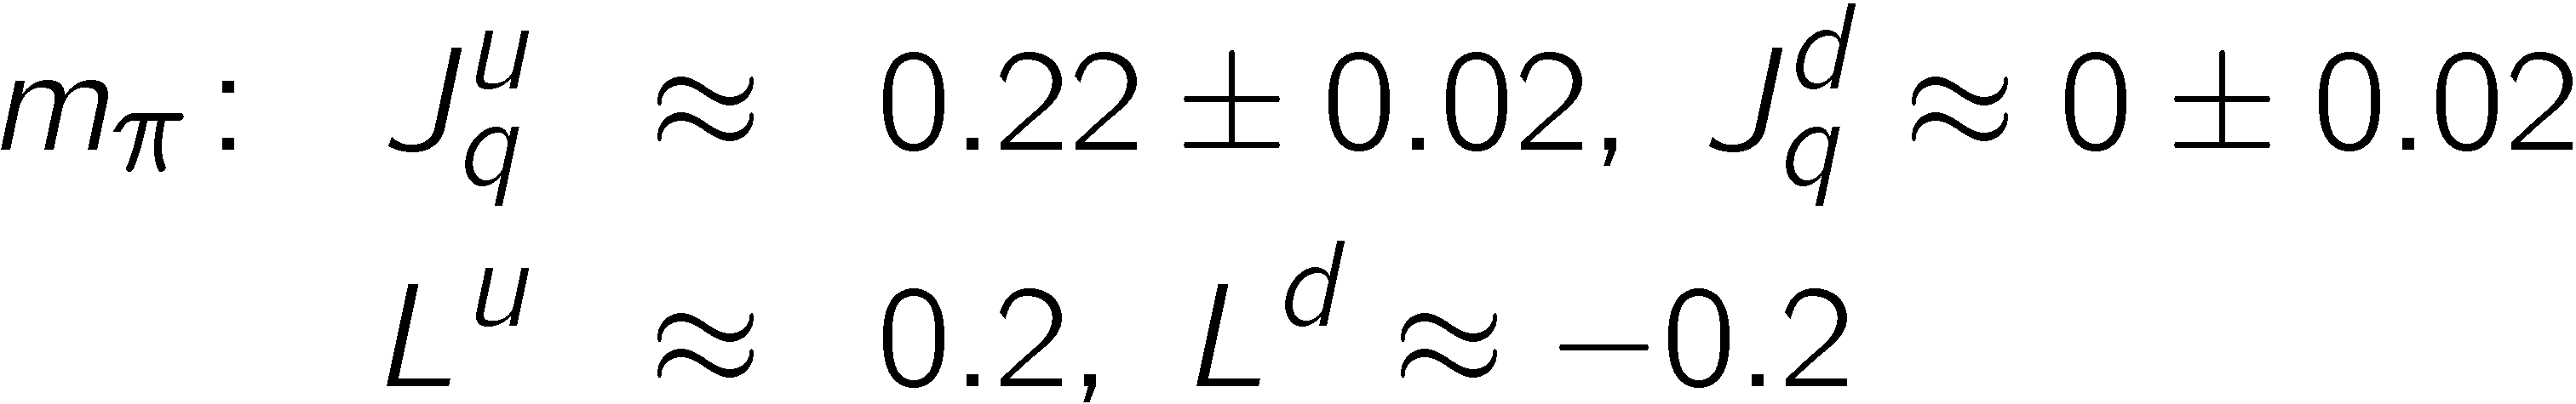 m_π : J_q^u ≈ 0.22 ± 0.02, J_q^d ≈ 0 ± 0.02
L^u ≈ 0.2, L^d ≈ −0.2